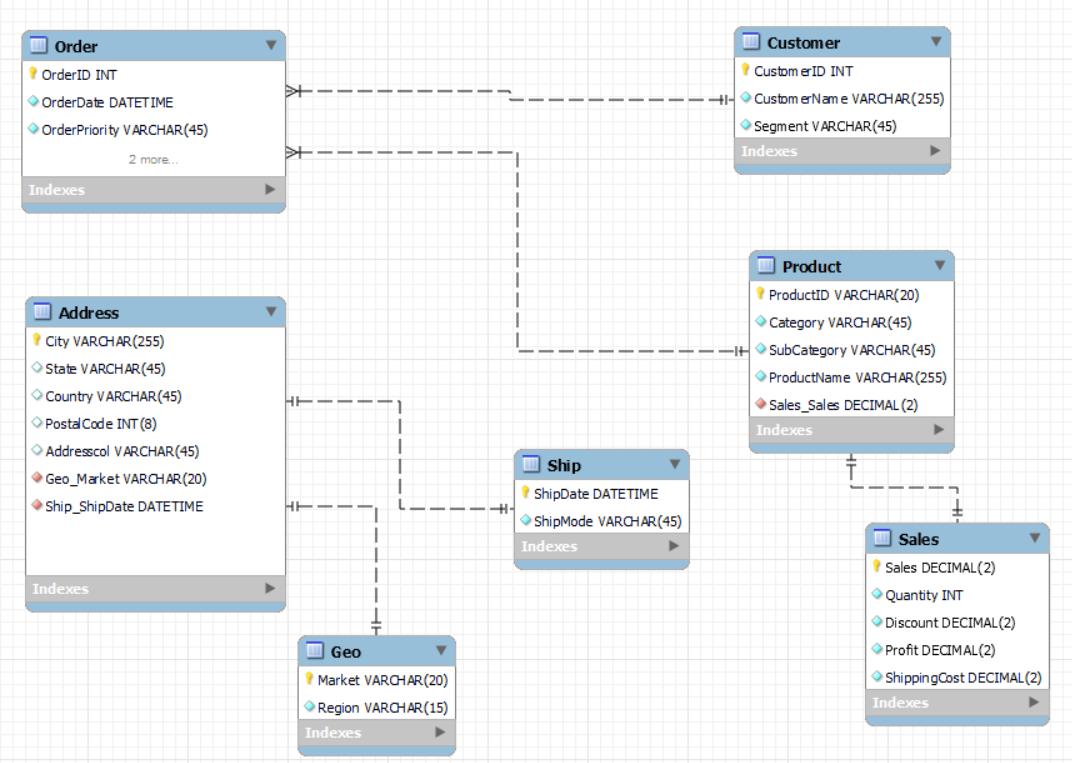 Order
OrderID INT
OrderDate DATETIME
OrderPriority VARCHAR(45)
2 more...
Indexes
Customer
CustomerID INT
CustomerName VARCHAR(255)
Segment VARCHAR(45)
Indexes
Product
ProductID VARCHAR(20)
Category VARCHAR(45)
SubCategory VARCHAR(45)
ProductName VARCHAR(255)
Sales_Sales DECIMAL(2)
Indexes
Address
City VARCHAR(255)
State VARCHAR(45)
Country VARCHAR(45)
PostalCode INT(8)
Addresscol VARCHAR(45)
Geo_Market VARCHAR(20)
Ship_ShipDate DATETIME
Indexes
Ship
ShipDate DATETIME
ShipMode VARCHAR(45)
Indexes
Sales
Sales DECIMAL(2)
Quantity INT
Discount DECIMAL(2)
Profit DECIMAL(2)
ShippingCost DECIMAL(2)
Indexes
Geo
Market VARCHAR(20)
Region VARCHAR(15)
Indexes